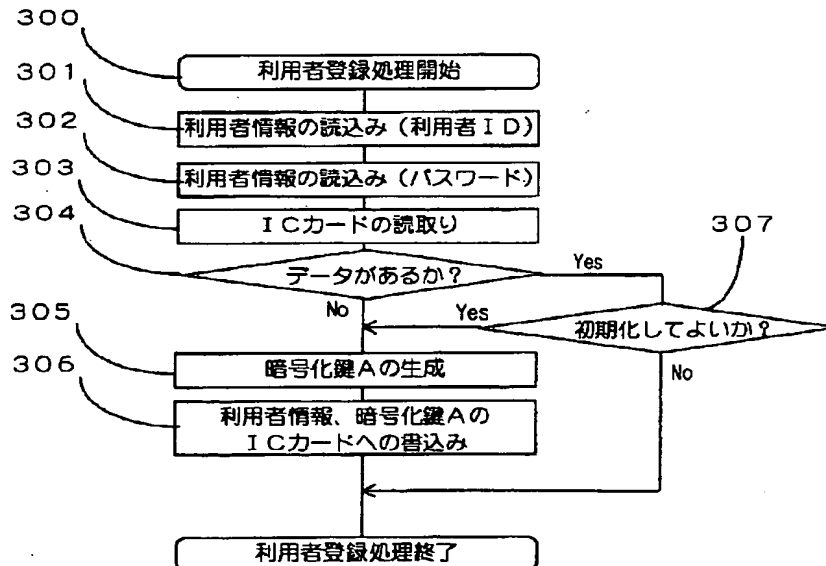 ３００
利用者登録処理開始
３０１
利用者情報の読込み（利用者ＩＤ）
３０２
利用者情報の読込み（パスワード）
３０３
ＩＣカードの読取り
３０４
データがあるか？
Yes
３０７
No
Yes
初期化してよいか？
３０５
暗号化鍵Ａの生成
No
３０６
利用者情報、暗号化鍵Ａの
ＩＣカードへの書込み
利用者登録処理終了